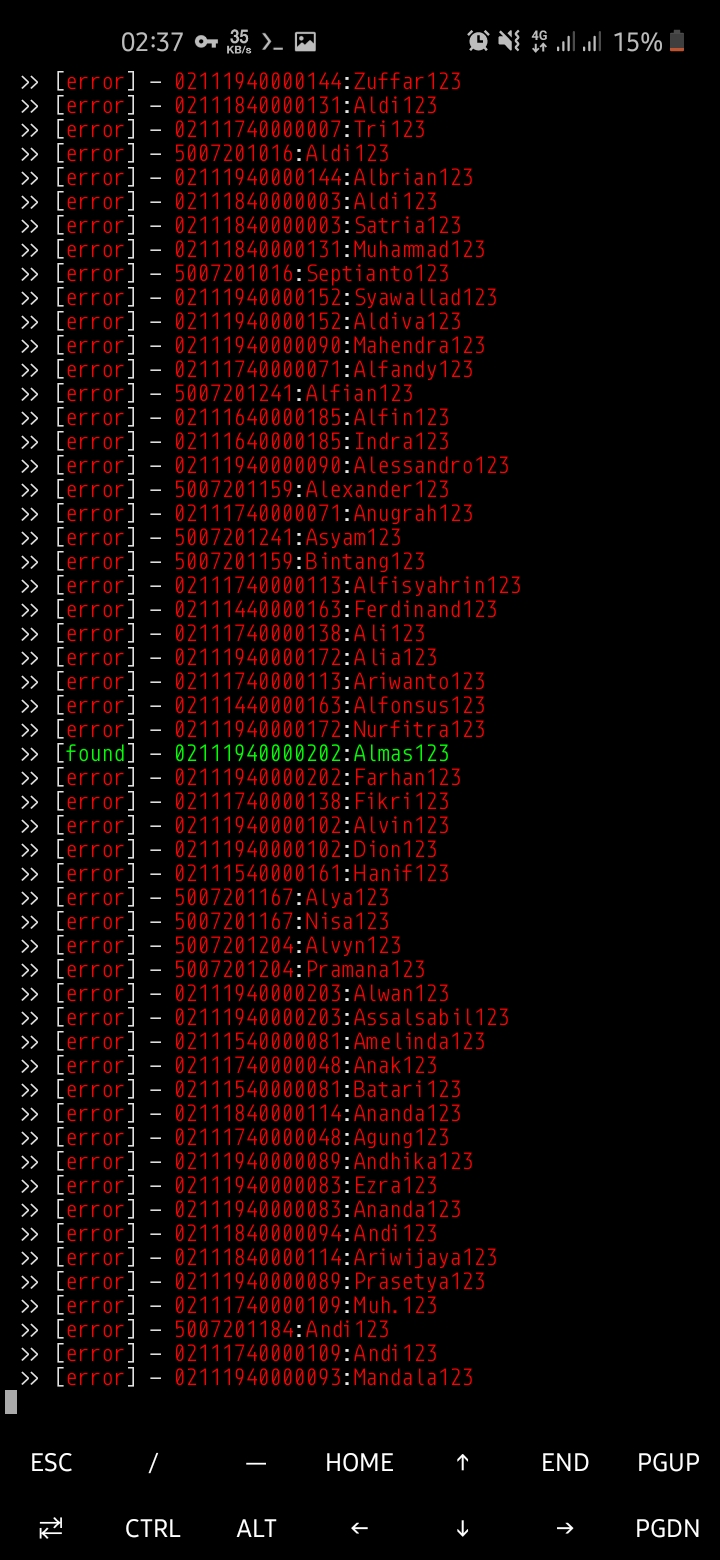 02:37 35 KB/s 4G 15%
>> [error] - 02111940000144:Zuffar123
>> [error] - 02111840000131:Aldi123
>> [error] - 02111740000007:Tri123
>> [error] - 5007201016:Aldi123
>> [error] - 02111940000144:Albrian123
>> [error] - 02111840000003:Aldi123
>> [error] - 02111840000003:Satria123
>> [error] - 02111840000131:Muhammad123
>> [error] - 5007201016:Septianto123
>> [error] - 02111940000152:Syawallad123
>> [error] - 02111940000152:Aldiva123
>> [error] - 02111940000090:Mahendra123
>> [error] - 02111740000071:Alfandy123
>> [error] - 5007201241:Alfian123
>> [error] - 02111640000185:Alfin123
>> [error] - 02111640000185:Indra123
>> [error] - 02111940000090:Alessandro123
>> [error] - 5007201159:Alexander123
>> [error] - 02111740000071:Anugrah123
>> [error] - 5007201241:Asyam123
>> [error] - 5007201159:Bintang123
>> [error] - 02111740000113:Alfisyahrin123
>> [error] - 02111440000163:Ferdinand123
>> [error] - 02111740000138:Ali123
>> [error] - 02111940000172:Alia123
>> [error] - 02111740000113:Ariwanto123
>> [error] - 02111440000163:Alfonsus123
>> [error] - 02111940000172:Nurfitra123
>> [found] - 02111940000202:Almas123
>> [error] - 02111940000202:Farhan123
>> [error] - 02111740000138:Fikri123
>> [error] - 02111940000102:Alvin123
>> [error] - 02111940000102:Dion123
>> [error] - 02111540000161:Hanif123
>> [error] - 5007201167:Alya123
>> [error] - 5007201167:Nisa123
>> [error] - 5007201204:Alvyn123
>> [error] - 5007201204:Pramana123
>> [error] - 02111940000203:Alwan123
>> [error] - 02111940000203:Assalsabil123
>> [error] - 02111540000081:Amelinda123
>> [error] - 02111740000048:Anak123
>> [error] - 02111540000081:Batari123
>> [error] - 02111840000114:Ananda123
>> [error] - 02111740000048:Agung123
>> [error] - 02111940000089:Andhika123
>> [error] - 02111940000083:Ezra123
>> [error] - 02111940000083:Ananda123
>> [error] - 02111840000094:Andi123
>> [error] - 02111840000114:Ariwijaya123
>> [error] - 02111940000089:Prasetya123
>> [error] - 02111740000109:Muh.123
>> [error] - 5007201184:Andi123
>> [error] - 02111740000109:Andi123
>> [error] - 02111940000093:Mandala123
ESC / — HOME ↑ END PGUP
⇄ CTRL ALT ← ↓ → PGDN